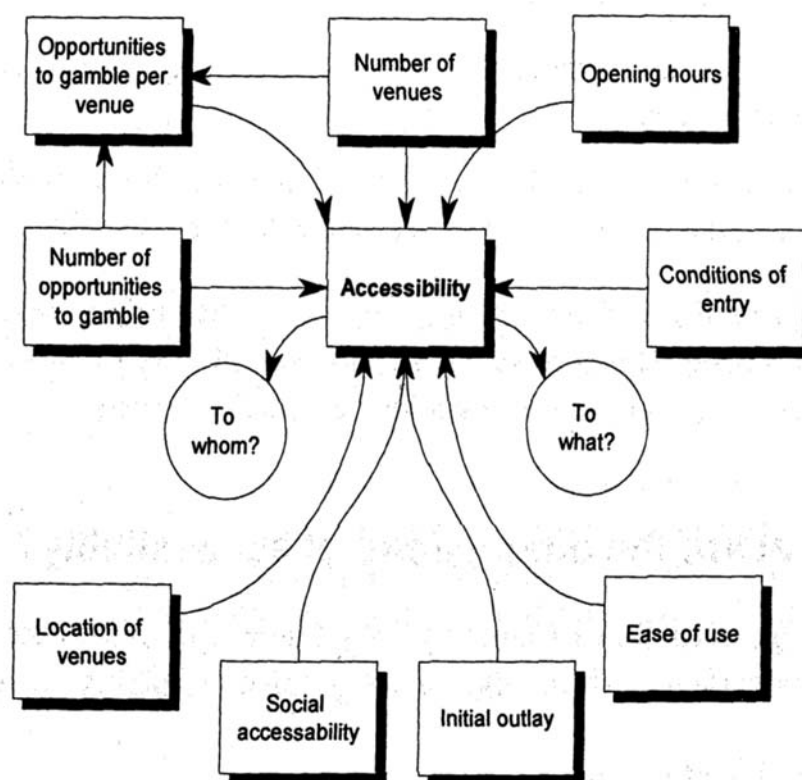 Opportunities
to gamble per
venue
Number of
venues
Opening hours
Number of
opportunities
to gamble
Accessibility
Conditions of
entry
To
whom?
To
what?
Location of
venues
Social
accessability
Initial outlay
Ease of use